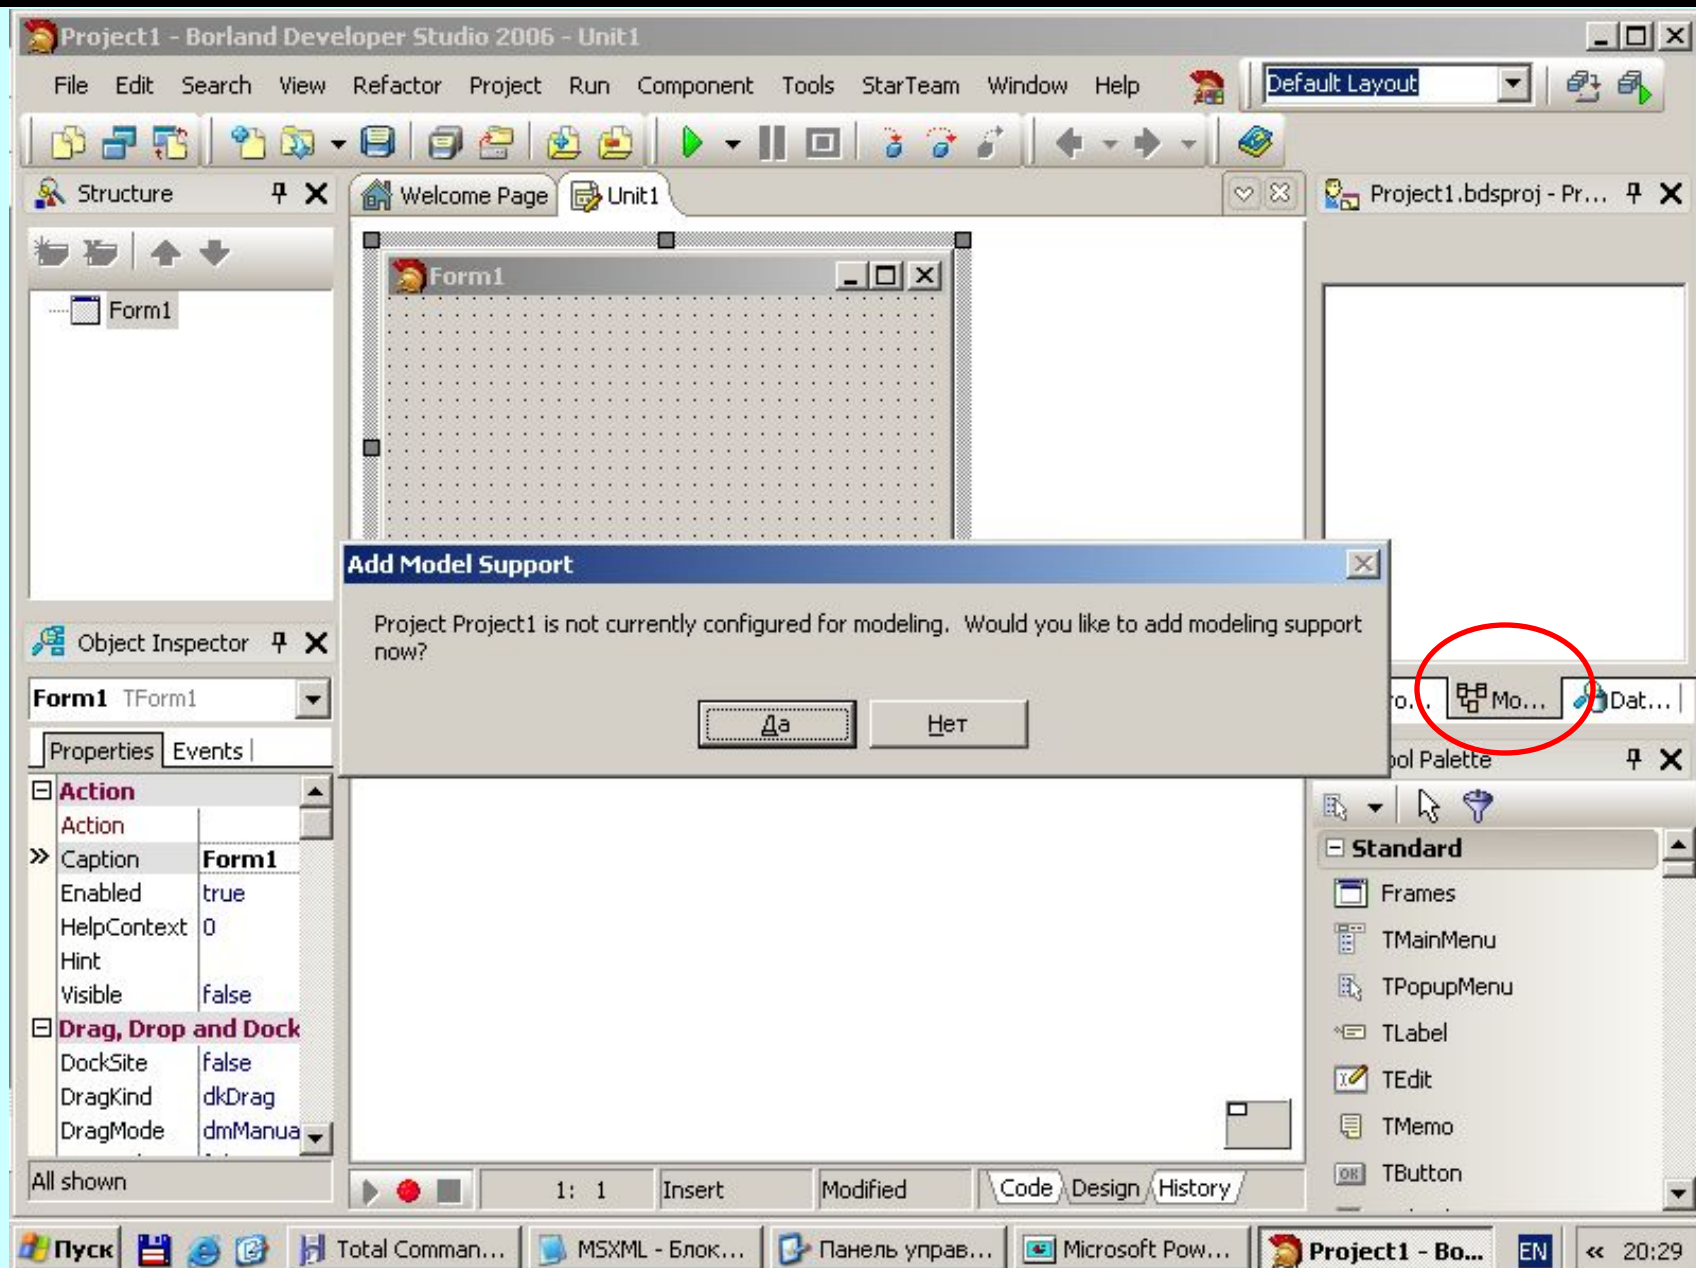 Project1 - Borland Developer Studio 2006 - Unit1
File Edit Search View Refactor Project Run Component Tools StarTeam Window Help Default Layout
Structure
Welcome Page Unit1
Project1.bdsproj - Pr...
Form1
Form1
Add Model Support
Project Project1 is not currently configured for modeling. Would you like to add modeling support
now?
Да Нет
Object Inspector
Form1 TForm1
Properties Events
Action
Action
Caption Form1
Enabled true
HelpContext 0
Hint
Visible false
Drag, Drop and Dock
DockSite false
DragKind dkDrag
DragMode dmManua
All shown
1: 1 Insert Modified Code Design History
o... Mo... Dat...
ool Palette
Standard
Frames
TMainMenu
TPopupMenu
TLabel
TEdit
TMemo
OK TButton
Пуск Total Comman... MSXML - Блок... Панель управ... Microsoft Pow... Project1 - Bo... EN « 20:29